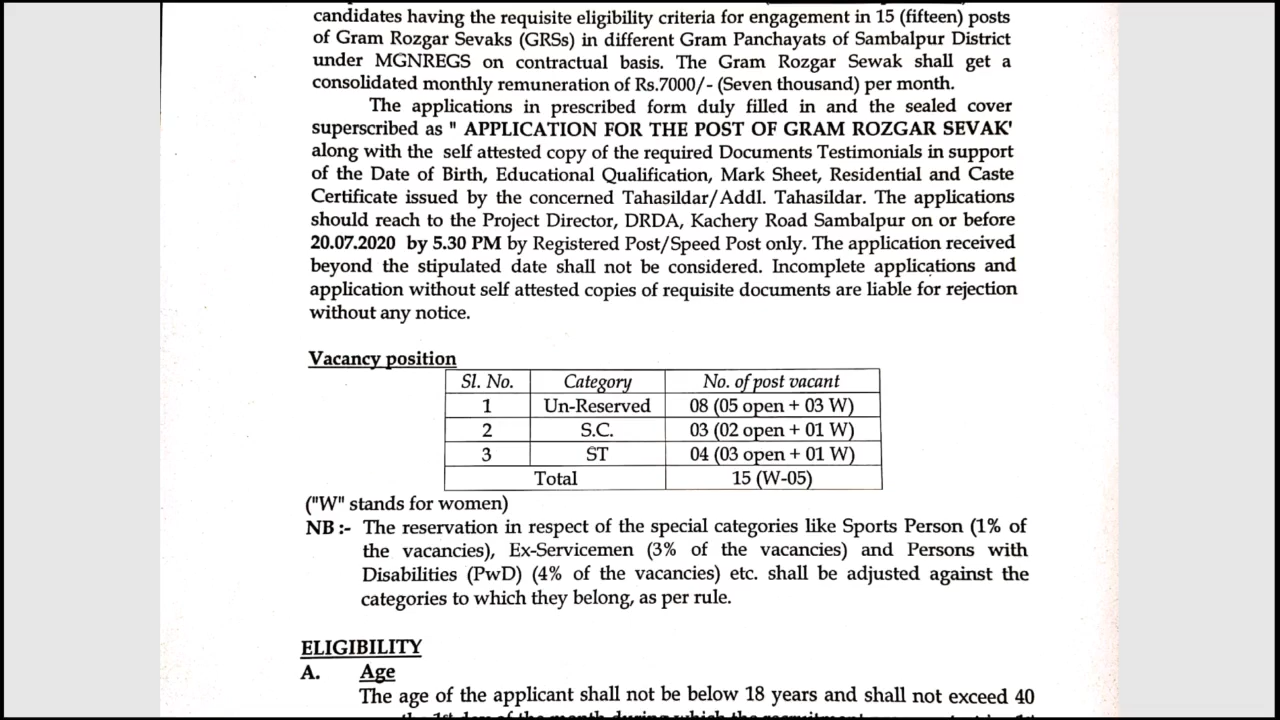 candidates having the requisite eligibility criteria for engagement in 15 (fifteen) posts
of Gram Rozgar Sevaks (GRSs) in different Gram Panchayats of Sambalpur District
under MGNREGS on contractual basis. The Gram Rozgar Sewak shall get a
consolidated monthly remuneration of Rs.7000/- (Seven thousand) per month.
The applications in prescribed form duly filled in and the sealed cover
superscribed as " APPLICATION FOR THE POST OF GRAM ROZGAR SEVAK'
along with the self attested copy of the required Documents Testimonials in support
of the Date of Birth, Educational Qualification, Mark Sheet, Residential and Caste
Certificate issued by the concerned Tahasildar/Addl. Tahasildar. The applications
should reach to the Project Director, DRDA, Kachery Road Sambalpur on or before
20.07.2020 by 5.30 PM by Registered Post/Speed Post only. The application received
beyond the stipulated date shall not be considered. Incomplete applications and
application without self attested copies of requisite documents are liable for rejection
without any notice.
Vacancy position
Sl. No. Category No. of post vacant
1 Un-Reserved 08 (05 open + 03 W)
2 S.C. 03 (02 open + 01 W)
3 ST 04 (03 open + 01 W)
Total 15 (W-05)
("W" stands for women)
NB :- The reservation in respect of the special categories like Sports Person (1% of
the vacancies), Ex-Servicemen (3% of the vacancies) and Persons with
Disabilities (PwD) (4% of the vacancies) etc. shall be adjusted against the
categories to which they belong, as per rule.
ELIGIBILITY
A. Age
The age of the applicant shall not be below 18 years and shall not exceed 40
the 1st day of the month during which the